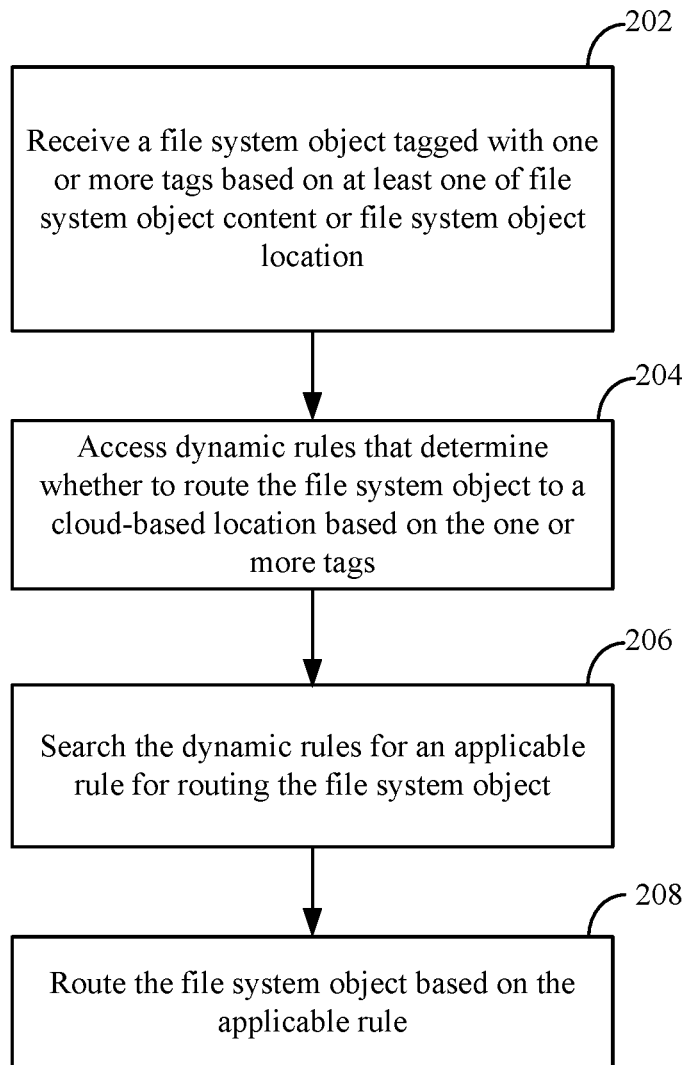 202
Receive a file system object tagged with one
or more tags based on at least one of file
system object content or file system object
location
204
Access dynamic rules that determine
whether to route the file system object to a
cloud-based location based on the one or
more tags
206
Search the dynamic rules for an applicable
rule for routing the file system object
208
Route the file system object based on the
applicable rule